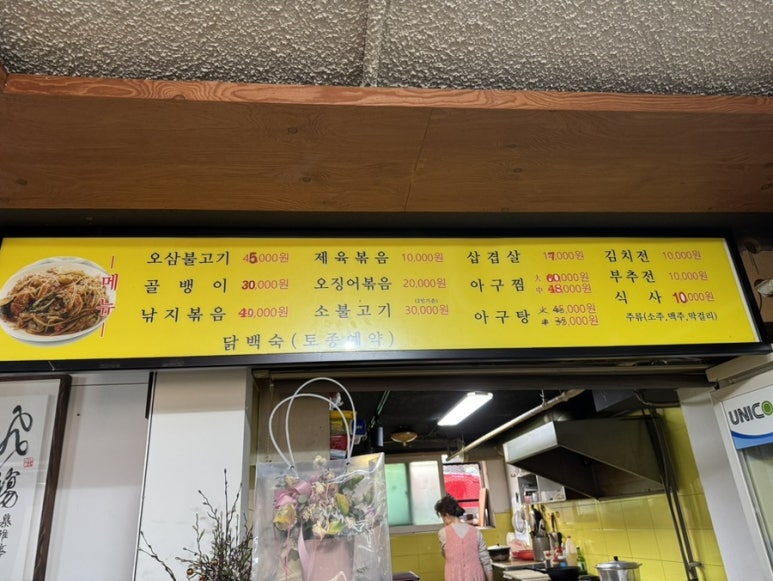 메뉴
오삼불고기 45,000원
골뱅이 30,000원
낙지볶음 40,000원
제육볶음 10,000원
오징어볶음 20,000원
소불고기 (2인기준) 30,000원
닭백숙(토종예약)
삼겹살 17,000원
아구찜 大 60,000원
中 48,000원
아구탕 大 45,000원
中 35,000원
김치전 10,000원
부추전 10,000원
식사 10,000원
주류(소주,맥주,막걸리)
UNICO